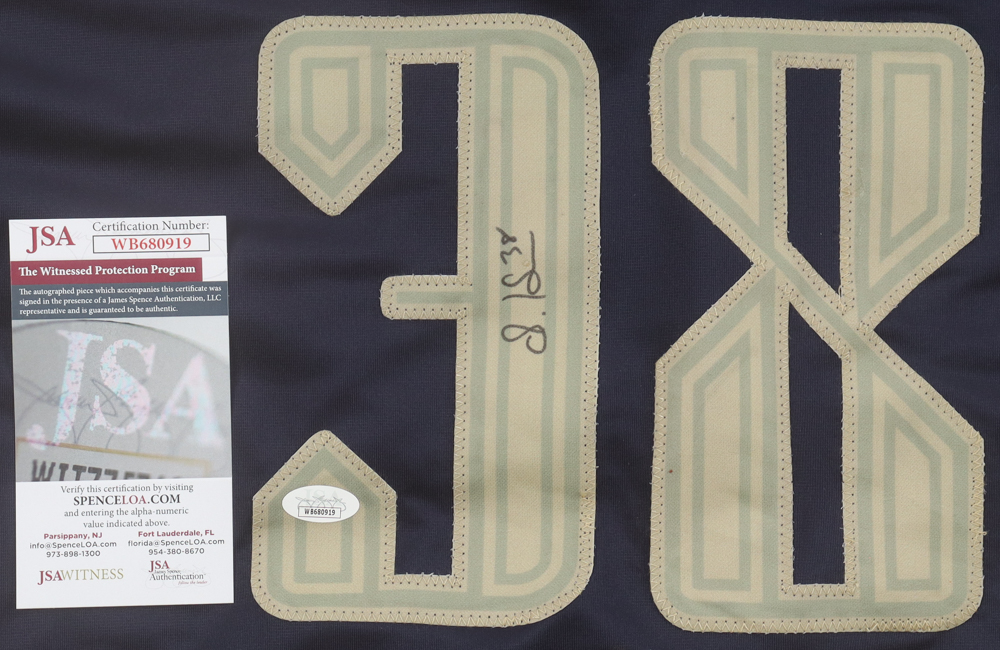 JSA
Certification Number:
WB680919
The Witnessed Protection Program
The autographed piece which accompanies this certificate was
signed in the presence of a James Spence Authentication, LLC
representative and is guaranteed to be authentic.
JSA
Verify this certification by visiting
SPENCELOA.COM
and entering the alpha-numeric
value indicated above.
Parsippany, NJ
info@SpenceLOA.com
973-898-1300
Fort Lauderdale, FL
florida@SpenceLOA.com
954-380-8670
JSAWITNESS
JSA
Authentication
38
WB680919
38